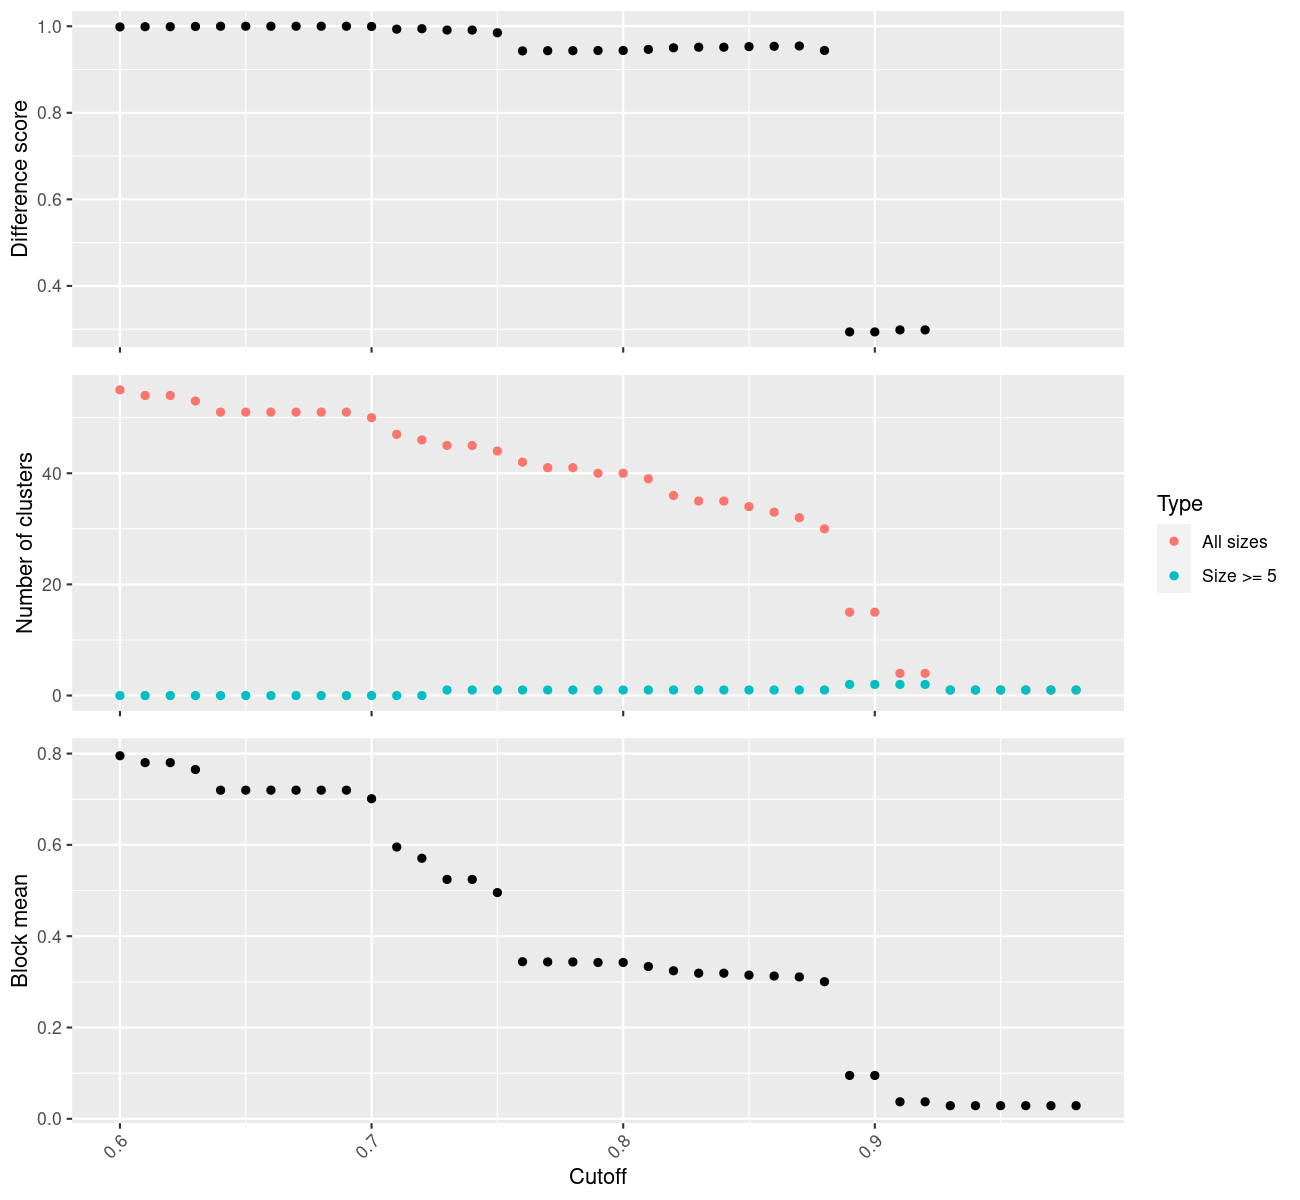 1.0
0.8
0.6
0.4
Difference score
40
20
0
Number of clusters
Type
All sizes
Size >= 5
0.8
0.6
0.4
0.2
0.0
Block mean
0.6
0.7
0.8
0.9
Cutoff